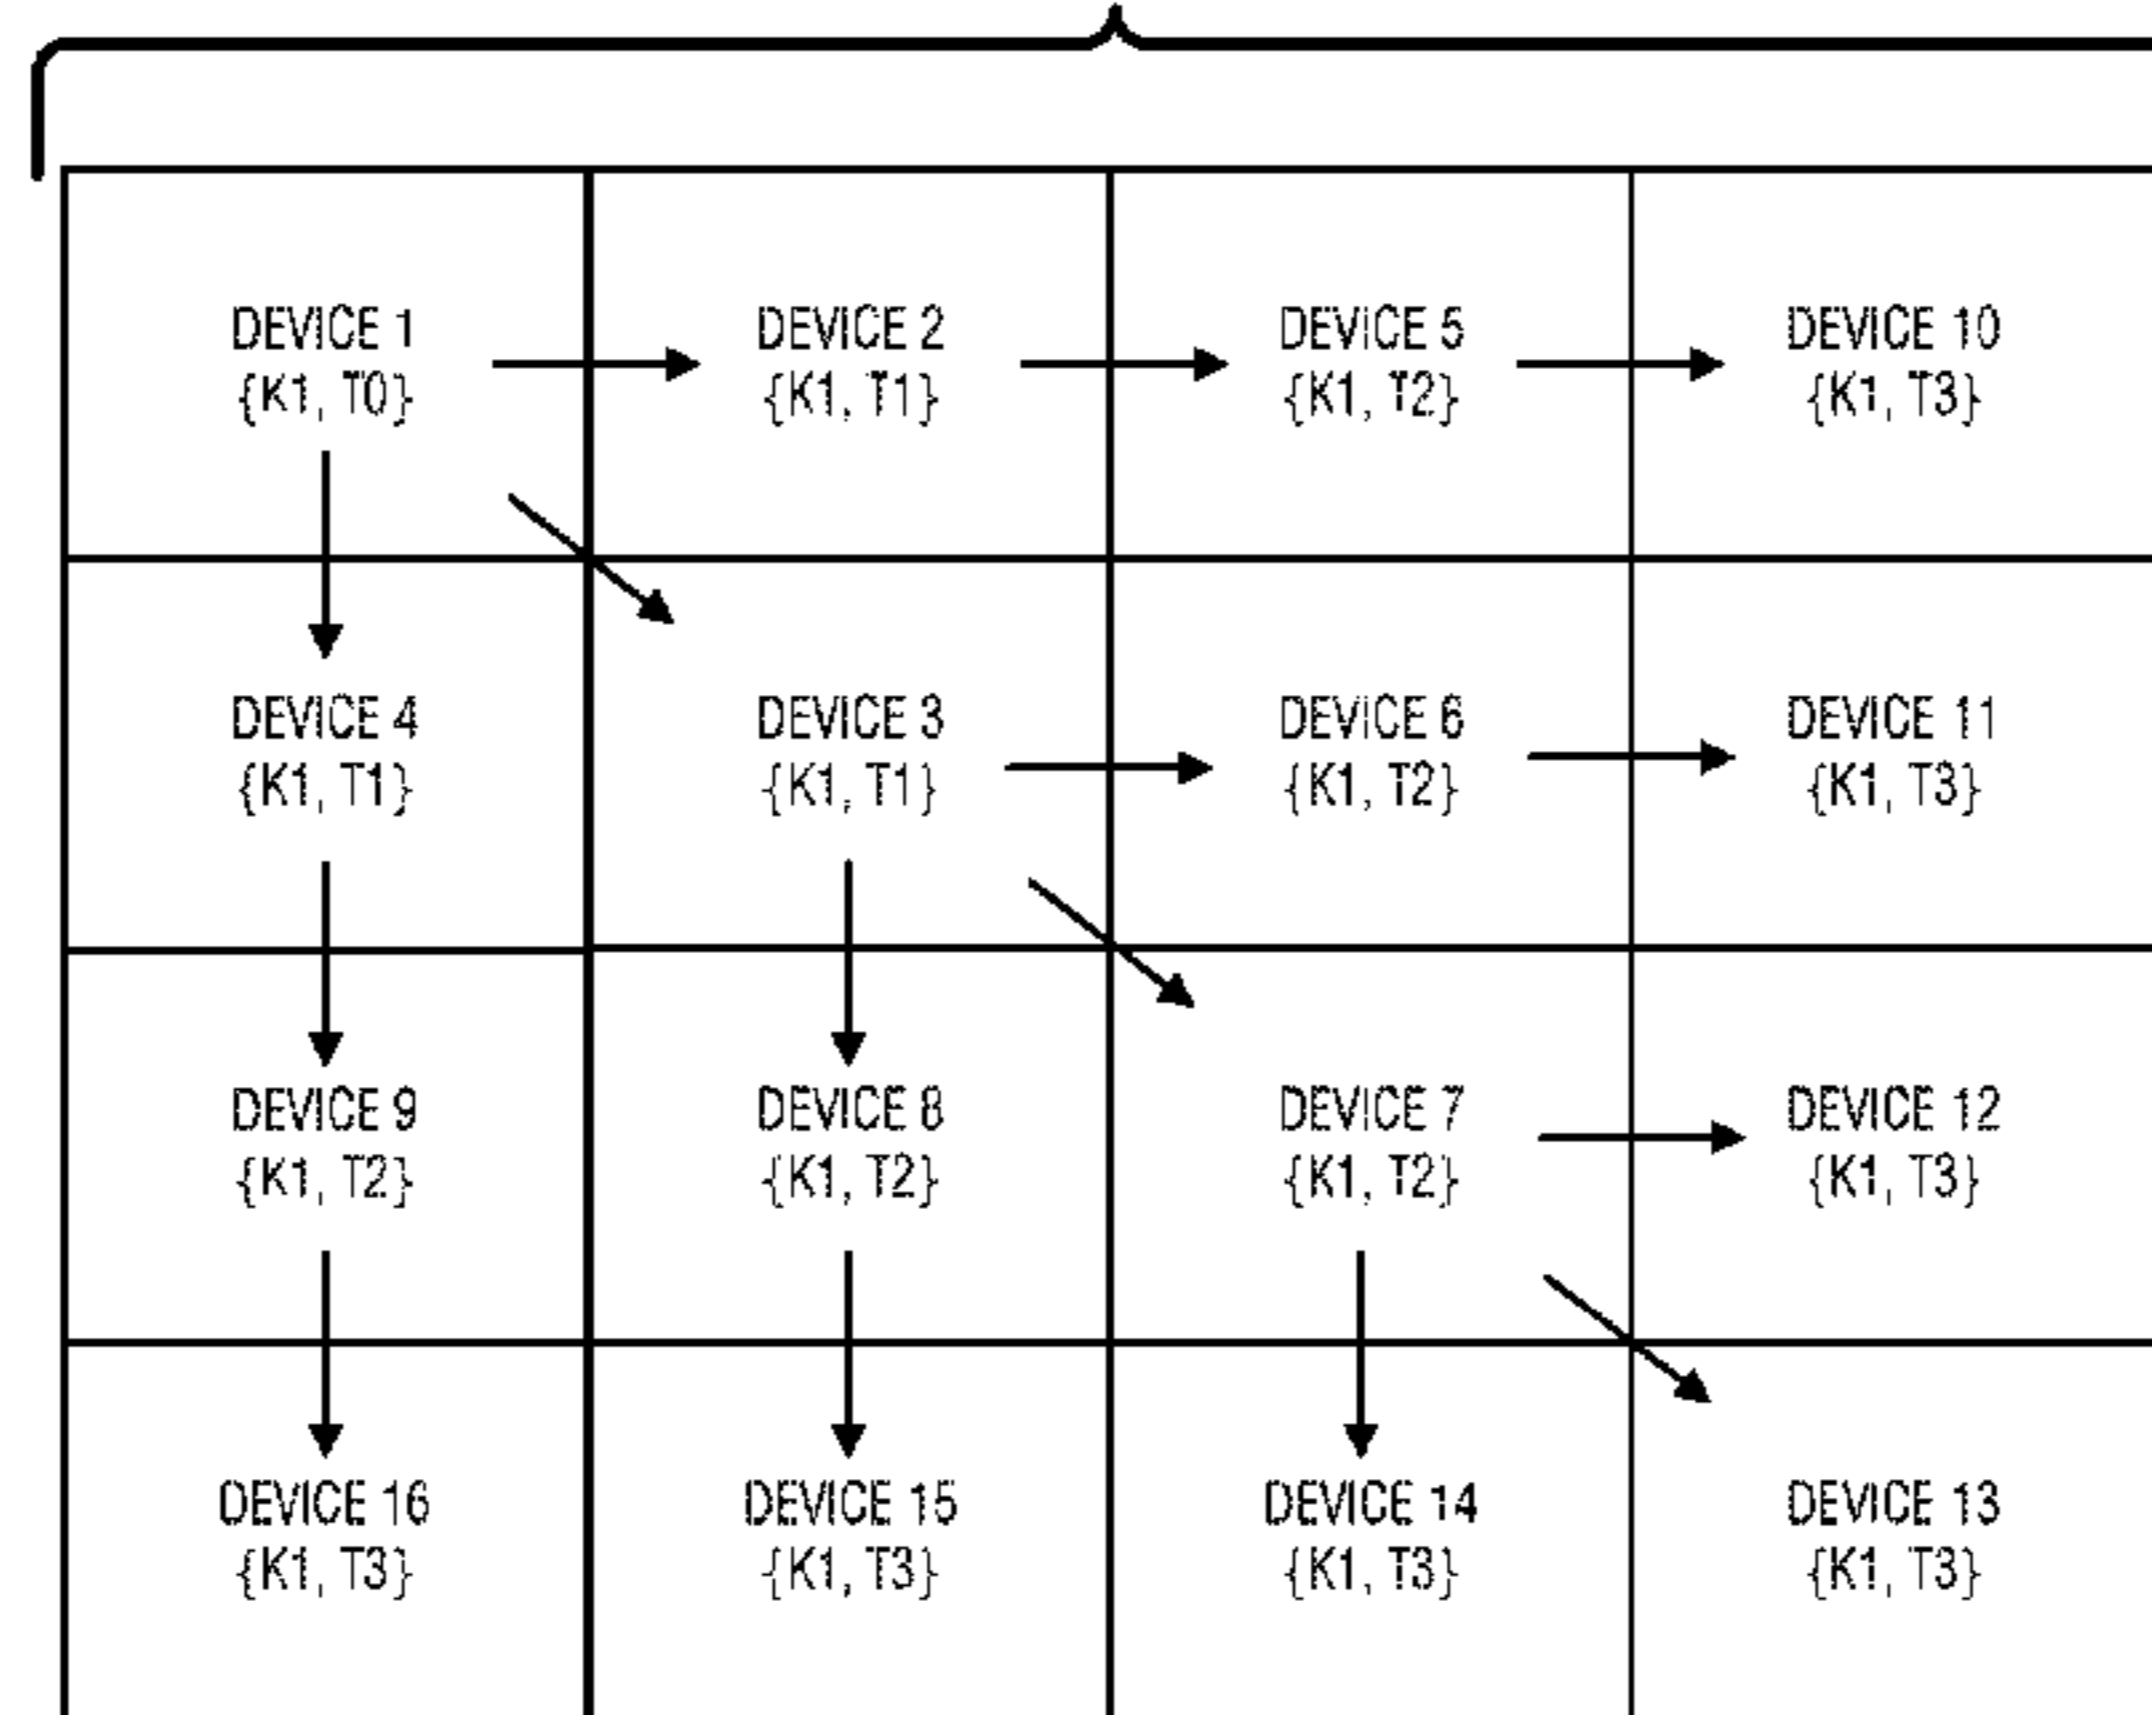 DEVICE 1
{K1, T0}
DEVICE 2
{K1, T1}
DEVICE 5
{K1, T2}
DEVICE 10
{K1, T3}
DEVICE 4
{K1, T1}
DEVICE 3
{K1, T1}
DEVICE 6
{K1, T2}
DEVICE 11
{K1, T3}
DEVICE 9
{K1, T2}
DEVICE 8
{K1, T2}
DEVICE 7
{K1, T2}
DEVICE 12
{K1, T3}
DEVICE 16
{K1, T3}
DEVICE 15
{K1, T3}
DEVICE 14
{K1, T3}
DEVICE 13
{K1, T3}